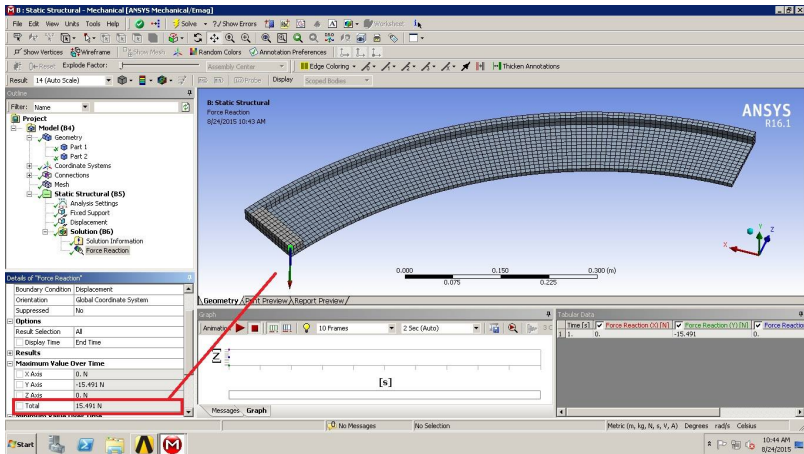 B : Static Structural - Mechanical [ANSYS Mechanical/Emag]
File Edit View Units Tools Help Solve ?/ Show Errors Worksheet
Show Vertices Wireframe Show Mesh Random Colors Annotation Preferences
Reset Explode Factor: Assembly Center Edge Coloring Thicken Annotations
Result 14 (Auto Scale) Probe Display Scoped Bodies
Outline
Filter: Name
Project
Model (B4)
Geometry
Part 1
Part 2
Coordinate Systems
Connections
Mesh
Static Structural (B5)
Analysis Settings
Fixed Support
Displacement
Solution (B6)
Solution Information
Force Reaction
B: Static Structural
Force Reaction
8/24/2015 10:43 AM
ANSYS
R16.1
Y
Z
X
0.000 0.150 0.300 (m)
0.075 0.225
Geometry Print Preview Report Preview
Details of "Force Reaction"
Boundary Condition Displacement
Orientation Global Coordinate System
Suppressed No
Options
Result Selection All
Display Time End Time
Results
Maximum Value Over Time
X Axis 0. N
Y Axis -15.491 N
Z Axis 0. N
Total 15.491 N
Minimum Value Over Time
Graph
Animation 10 Frames 2 Sec (Auto)
[s]
Messages Graph
Tabular Data
Time [s] Force Reaction (X) [N] Force Reaction (Y) [N] Force Reactio
1 1. 0. -15.491 0.
No Messages No Selection Metric (m, kg, N, s, V, A) Degrees rad/s Celsius
Start
10:44 AM
8/24/2015